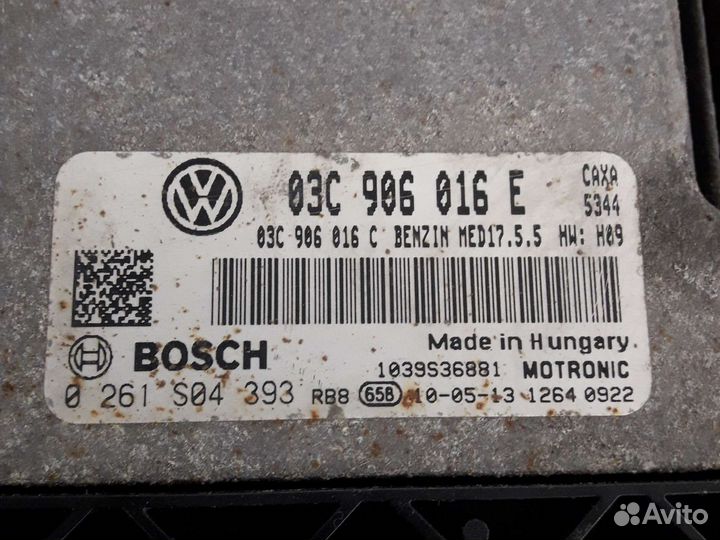 03C 906 016 E CAXA
5344
03C 906 016 C BENZIN MED17.5.5 HW: H09
Made in Hungary
BOSCH 1039S36881 MOTRONIC
0 261 S04 393 RB8 658 10-05-13 1264 0922
Avito